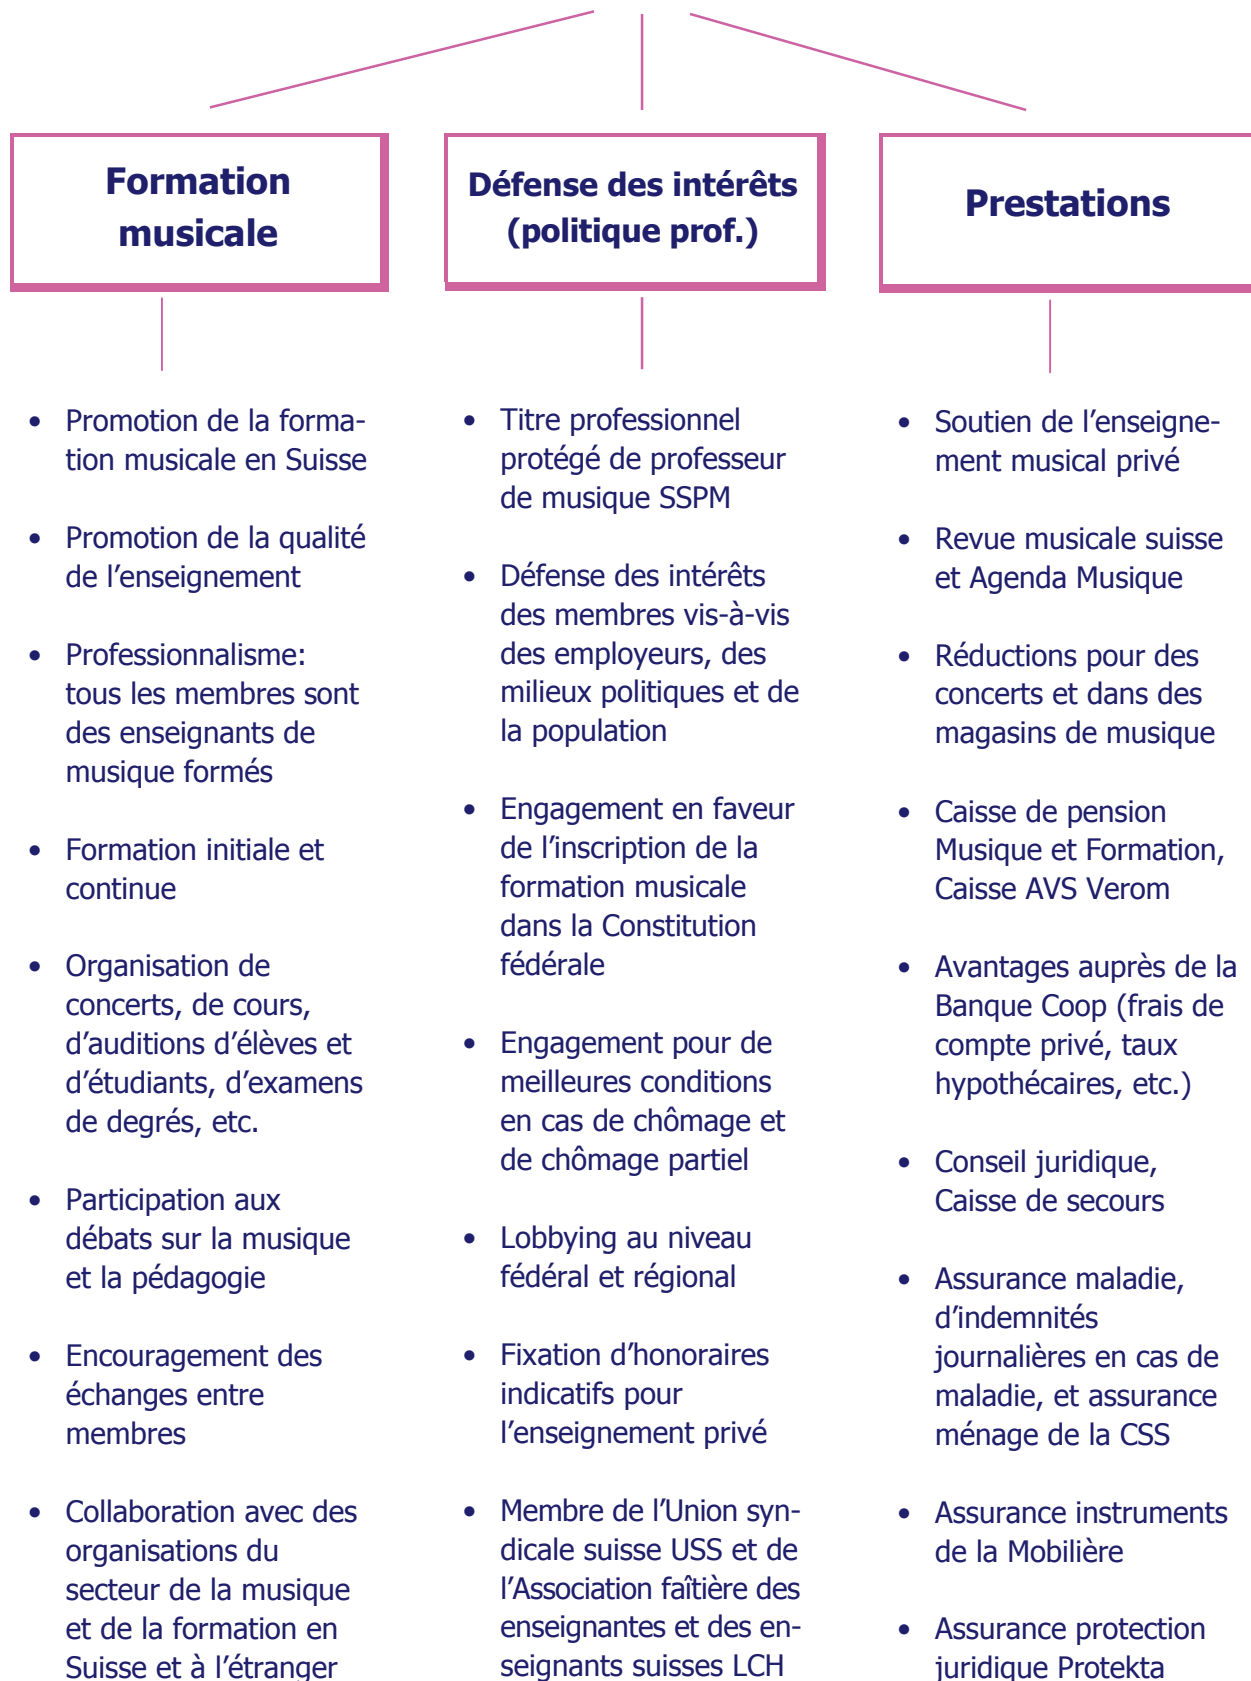 Formation
musicale
Défense des intérêts
(politique prof.)
Prestations
• Promotion de la forma-
tion musicale en Suisse
• Promotion de la qualité
de l’enseignement
• Professionnalisme:
tous les membres sont
des enseignants de
musique formés
• Formation initiale et
continue
• Organisation de
concerts, de cours,
d’auditions d’élèves et
d’étudiants, d’examens
de degrés, etc.
• Participation aux
débats sur la musique
et la pédagogie
• Encouragement des
échanges entre
membres
• Collaboration avec des
organisations du
secteur de la musique
et de la formation en
Suisse et à l’étranger
• Titre professionnel
protégé de professeur
de musique SSPM
• Défense des intérêts
des membres vis-à-vis
des employeurs, des
milieux politiques et de
la population
• Engagement en faveur
de l’inscription de la
formation musicale
dans la Constitution
fédérale
• Engagement pour de
meilleures conditions
en cas de chômage et
de chômage partiel
• Lobbying au niveau
fédéral et régional
• Fixation d’honoraires
indicatifs pour
l’enseignement privé
• Membre de l’Union syn-
dicale suisse USS et de
l’Association faîtière des
enseignantes et des en-
seignants suisses LCH
• Soutien de l’enseigne-
ment musical privé
• Revue musicale suisse
et Agenda Musique
• Réductions pour des
concerts et dans des
magasins de musique
• Caisse de pension
Musique et Formation,
Caisse AVS Verom
• Avantages auprès de la
Banque Coop (frais de
compte privé, taux
hypothécaires, etc.)
• Conseil juridique,
Caisse de secours
• Assurance maladie,
d’indemnités
journalières en cas de
maladie, et assurance
ménage de la CSS
• Assurance instruments
de la Mobilière
• Assurance protection
juridique Protekta